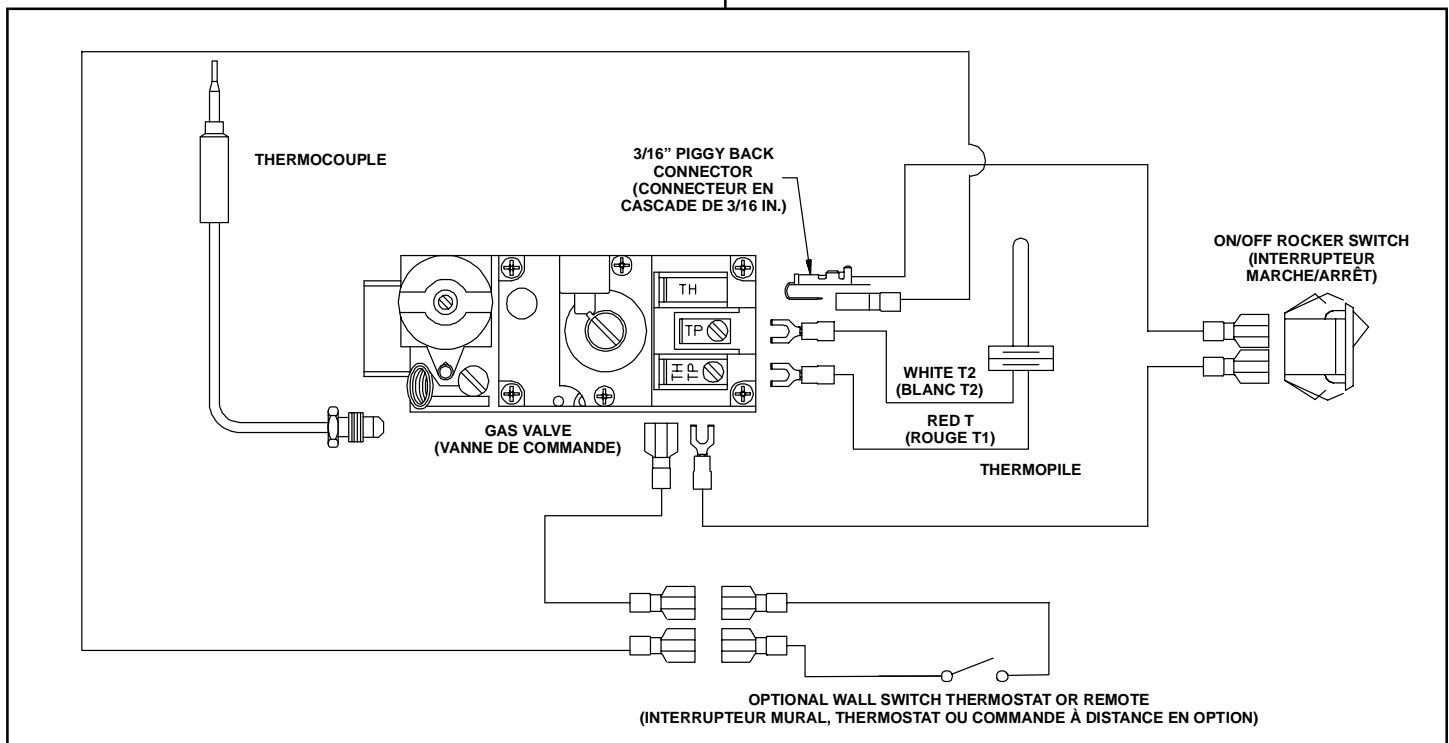 THERMOCOUPLE
3/16” PIGGY BACK
CONNECTOR
(CONNECTEUR EN
CASCADE DE 3/16 IN.)
ON/OFF ROCKER SWITCH
(INTERRUPTEUR
MARCHE/ARRÊT)
TH
TP
TH
TP
WHITE T2
(BLANC T2)
RED T
(ROUGE T1)
THERMOPILE
GAS VALVE
(VANNE DE COMMANDE)
OPTIONAL WALL SWITCH THERMOSTAT OR REMOTE
(INTERRUPTEUR MURAL, THERMOSTAT OU COMMANDE À DISTANCE EN OPTION)